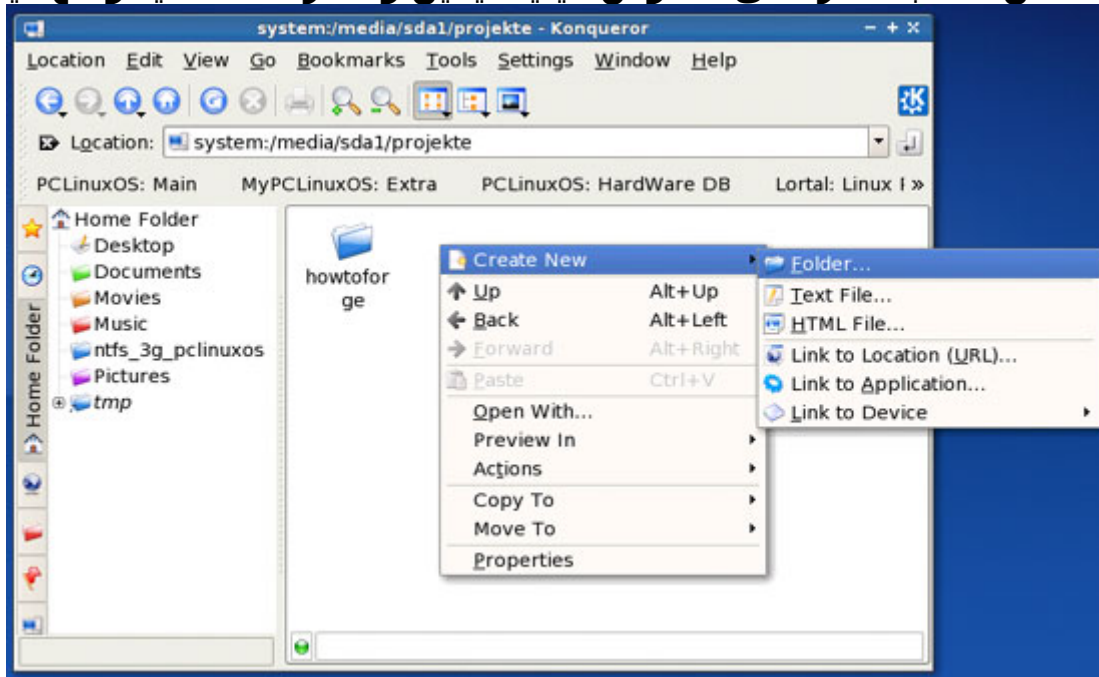 system:/media/sda1/projekte - Konqueror
Location Edit View Go Bookmarks Tools Settings Window Help
Location: system:/media/sda1/projekte
PCLinuxOS: Main MyPCLinuxOS: Extra PCLinuxOS: HardWare DB Lortal: Linux
Home Folder
Desktop
Documents
Movies
Music
ntfs_3g_pclinuxos
Pictures
tmp
Home Folder
howtofor
ge
Create New
Up Alt+Up
Back Alt+Left
Forward Alt+Right
Paste Ctrl+V
Open With...
Preview In
Actions
Copy To
Move To
Properties
Folder...
Text File...
HTML File...
Link to Location (URL)...
Link to Application...
Link to Device